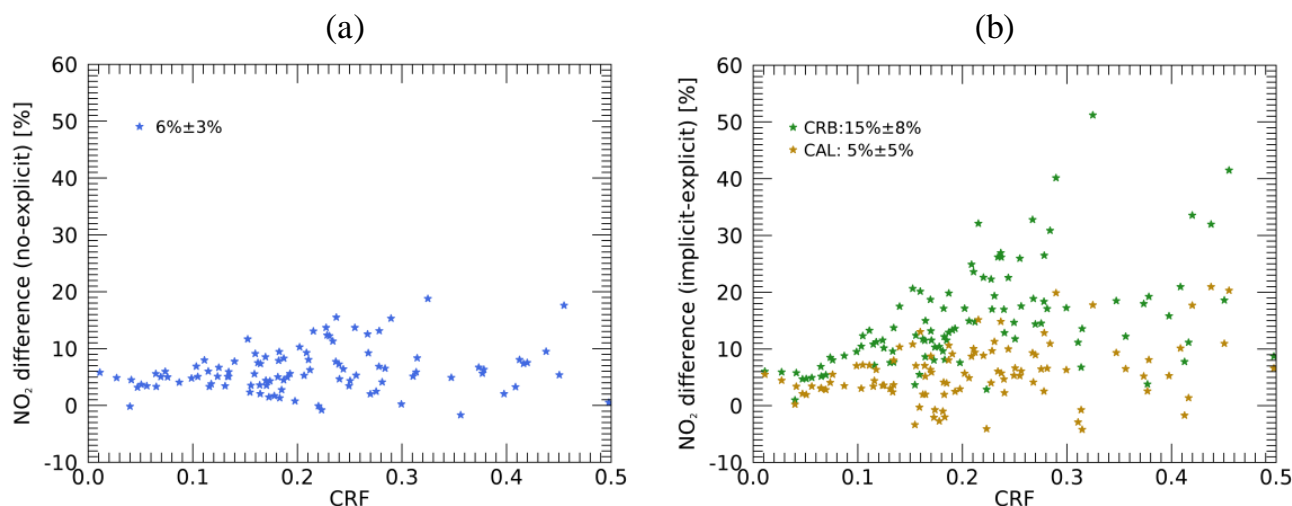 (a)
60
50
40
30
20
10
0
-10
NO₂ difference (no-explicit) [%]
6%±3%
0.0 0.1 0.2 0.3 0.4 0.5
CRF
(b)
60
50
40
30
20
10
0
-10
NO₂ difference (implicit-explicit) [%]
CRB:15%±8%
CAL: 5%±5%
0.0 0.1 0.2 0.3 0.4 0.5
CRF